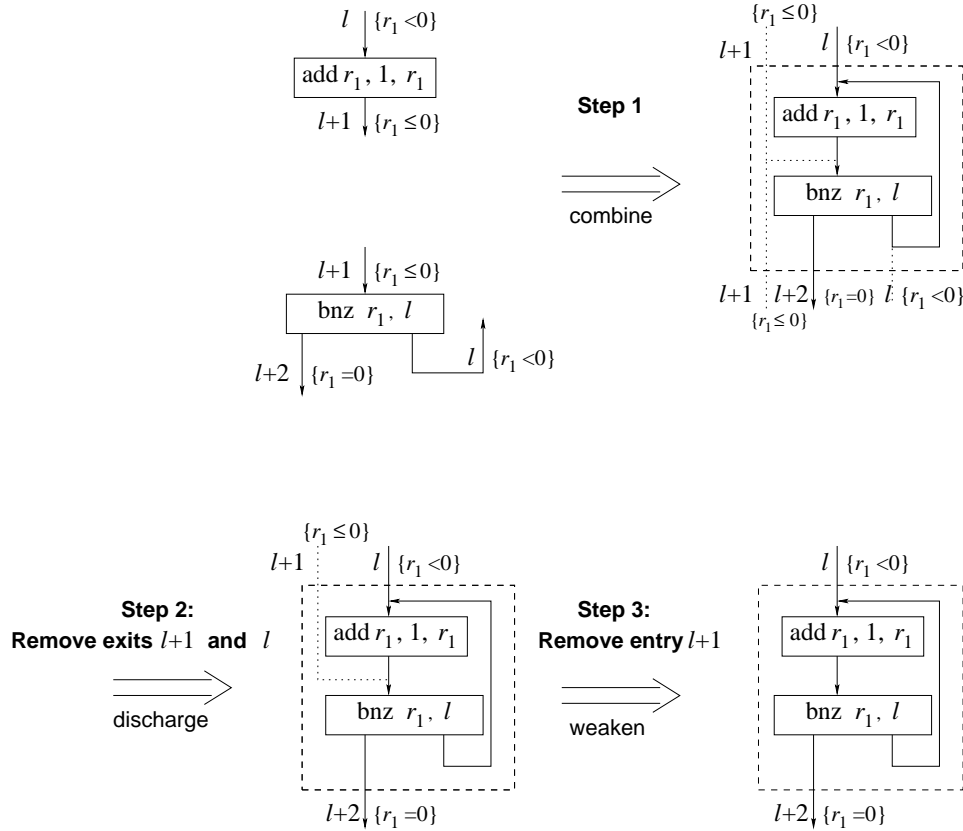 l {r₁ <0}
add r₁ , 1, r₁
l+1 {r₁ ≤ 0}
l+1 {r₁ ≤ 0}
bnz r₁ , l
l+2 {r₁ =0}
l {r₁ <0}
Step 1
combine
{r₁ ≤ 0}
l+1 l {r₁ <0}
add r₁ , 1, r₁
bnz r₁ , l
l+1 l+2 {r₁ =0} l {r₁ <0}
{r₁ ≤ 0}
Step 2:
Remove exits l+1 and l
discharge
{r₁ ≤ 0}
l+1 l {r₁ <0}
add r₁ , 1, r₁
bnz r₁ , l
l+2 {r₁ =0}
Step 3:
Remove entry l+1
weaken
l {r₁ <0}
add r₁ , 1, r₁
bnz r₁ , l
l+2 {r₁ =0}